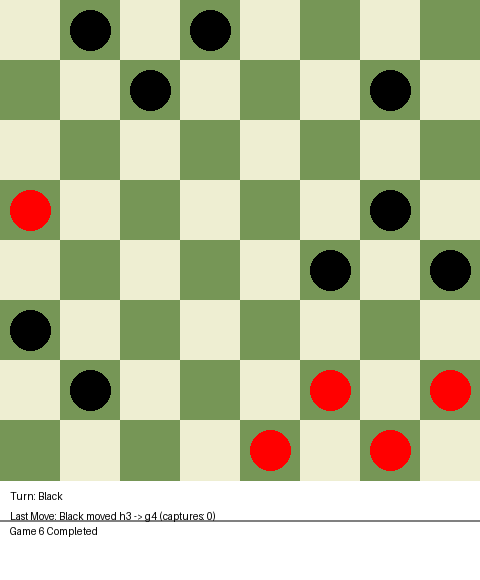 Turn: Black
Last Move: Black moved h3 -> g4 (captures: 0)
Game 6 Completed